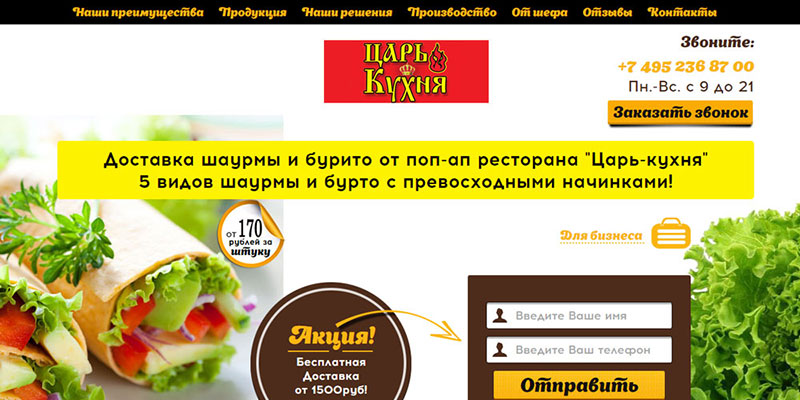 Наши преимущества Продукция Наши решения Производство От шефа Отзывы Контакты
ЦАРЬ
КУХНЯ
Звоните:
+7 495 236 87 00
Пн.-Вс. с 9 до 21
Заказать звонок
Доставка шаурмы и бурито от поп-ап ресторана "Царь-кухня"
5 видов шаурмы и бурто с превосходными начинками!
от 170
рублей за
штуку
Для бизнеса
Акция!
Бесплатная
Доставка
от 1500руб!
Введите Ваше имя
Введите Ваш телефон
Отправить